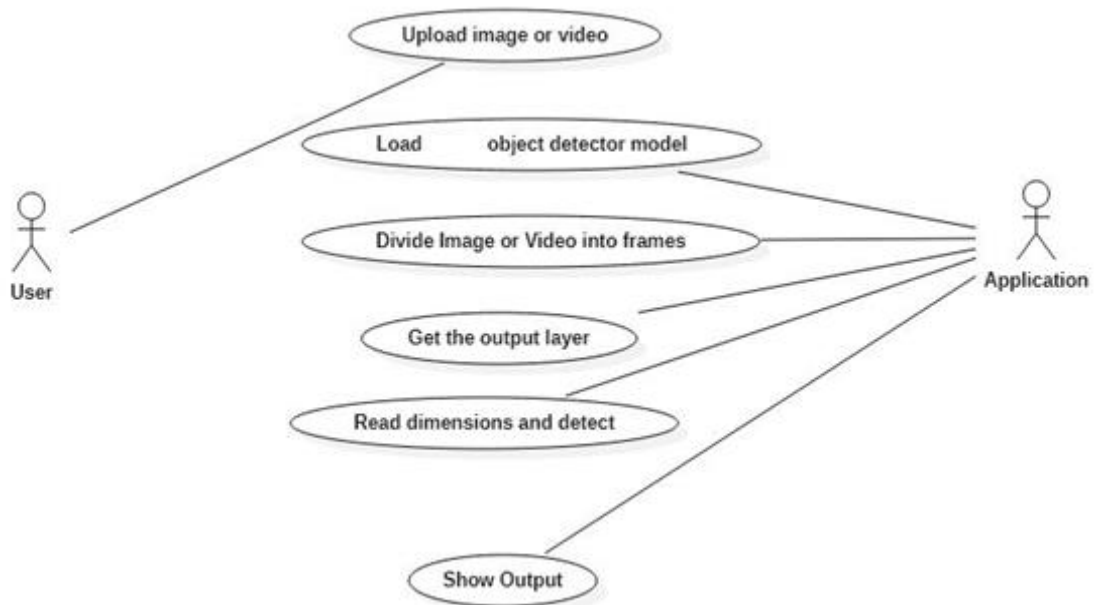 Upload image or video
Load object detector model
Divide Image or Video into frames
User
Application
Get the output layer
Read dimensions and detect
Show Output